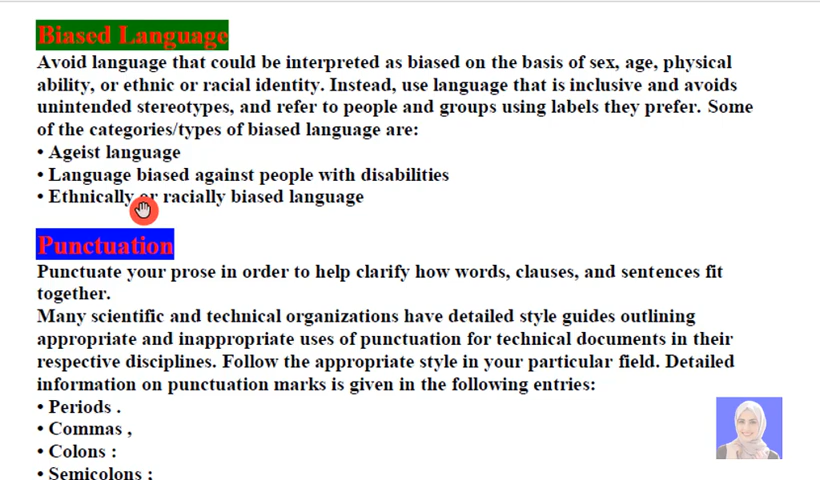 Biased Language
Avoid language that could be interpreted as biased on the basis of sex, age, physical
ability, or ethnic or racial identity. Instead, use language that is inclusive and avoids
unintended stereotypes, and refer to people and groups using labels they prefer. Some
of the categories/types of biased language are:
• Ageist language
• Language biased against people with disabilities
• Ethnically or racially biased language
Punctuation
Punctuate your prose in order to help clarify how words, clauses, and sentences fit
together.
Many scientific and technical organizations have detailed style guides outlining
appropriate and inappropriate uses of punctuation for technical documents in their
respective disciplines. Follow the appropriate style in your particular field. Detailed
information on punctuation marks is given in the following entries:
• Periods .
• Commas ,
• Colons :
• Semicolons ;